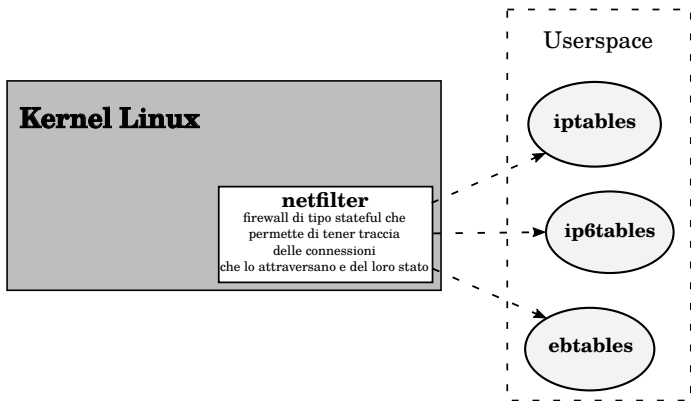 Kernel Linux
netfilter
firewall di tipo stateful che
permette di tener traccia
delle connessioni
che lo attraversano e del loro stato
Userspace
iptables
ip6tables
ebtables